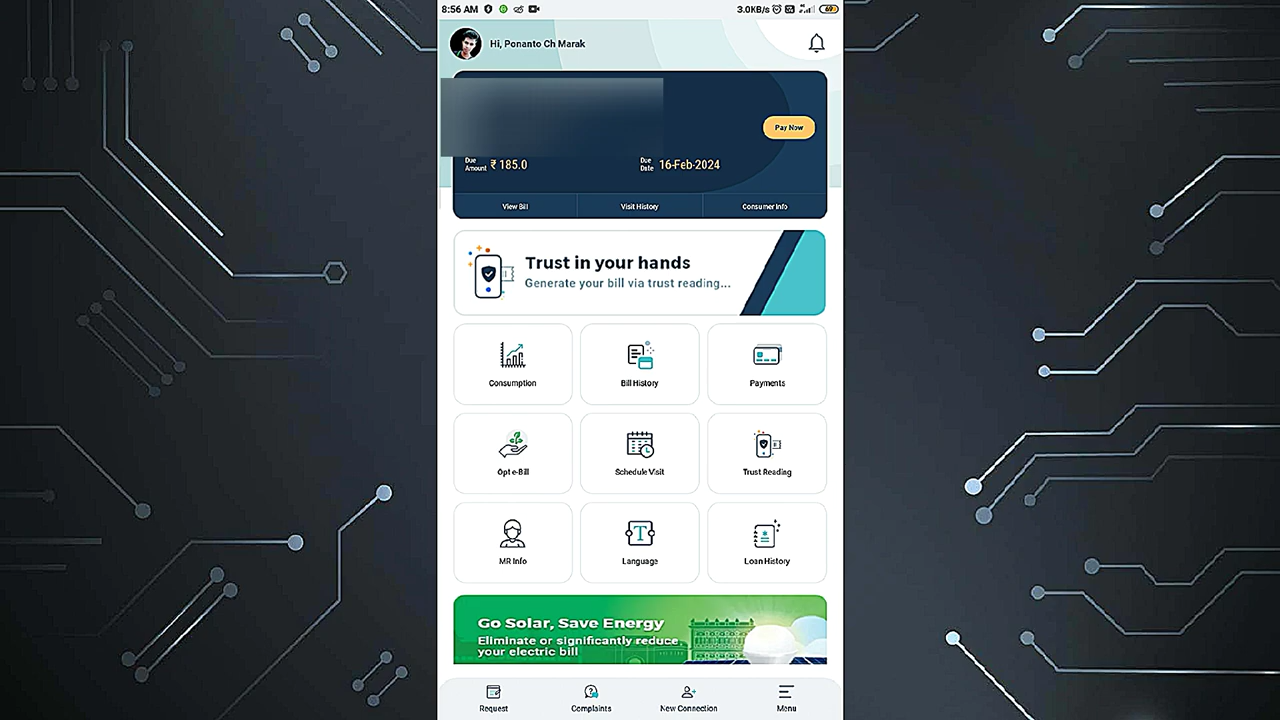 8:56 AM
3.0KB/s
69
Hi, Ponanto Ch Marak
Pay Now
Due Amount ₹ 185.0
Due Date 16-Feb-2024
View Bill
Visit History
Consumer Info
Trust in your hands
Generate your bill via trust reading...
Consumption
Bill History
Payments
Opt e-Bill
Schedule Visit
Trust Reading
MR Info
T
Language
Loan History
Go Solar, Save Energy
Eliminate or significantly reduce,
your electric bill
Request
Complaints
New Connection
Menu